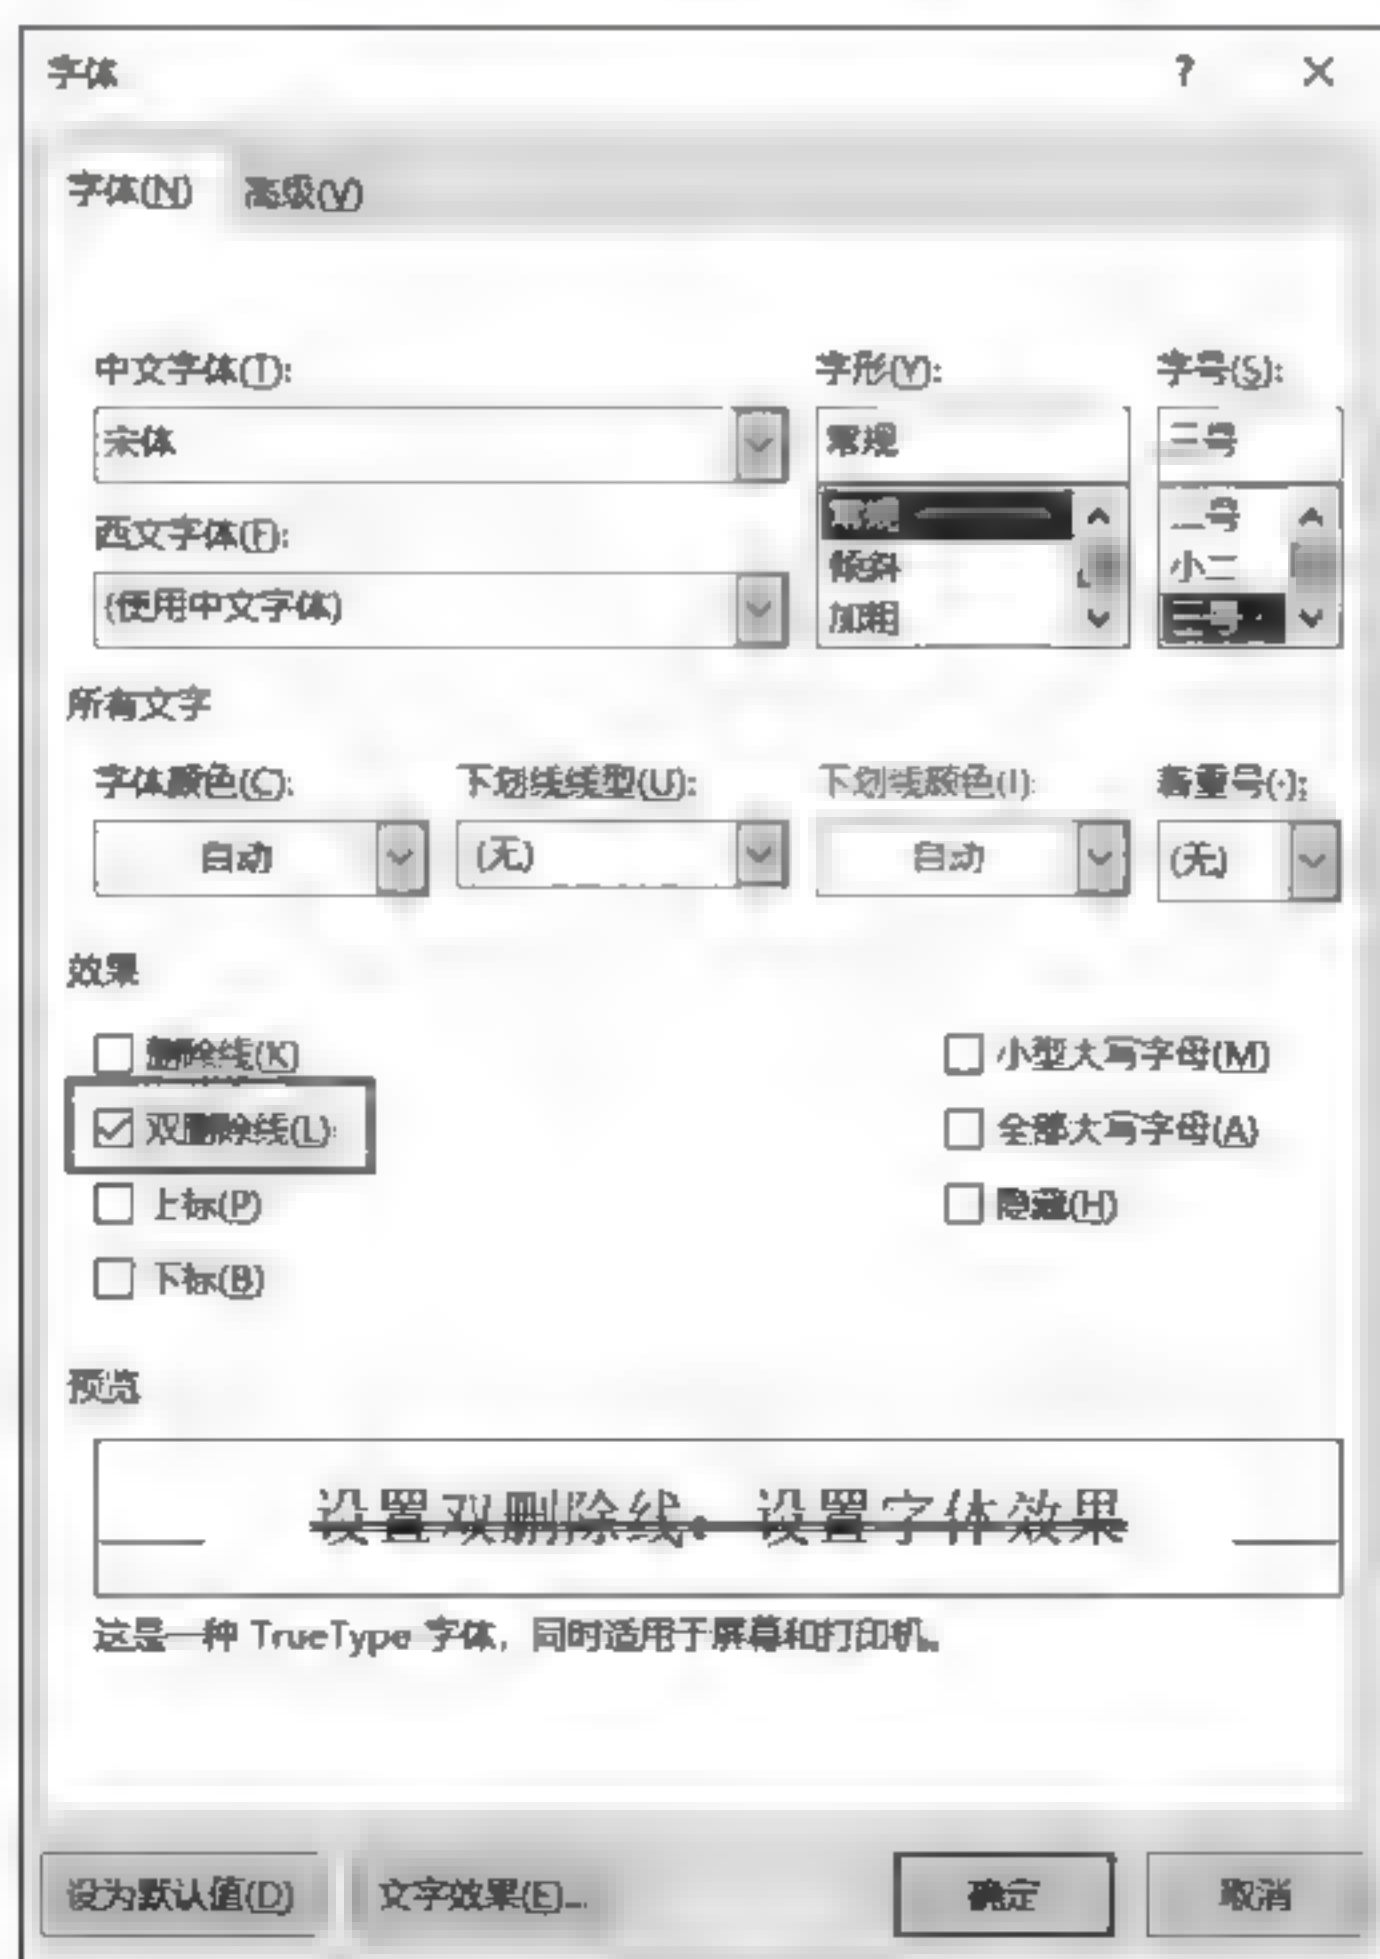 字体 ? ×
字体(N) 高级(V)
中文字体(T): 字形(Y): 字号(S):
宋体 常规 三号
西文字体(F): 常规 二号
倾斜 小二
(使用中文字体) 加粗 三号
所有文字
字体颜色(C): 下划线线型(U): 下划线颜色(I): 着重号(·):
自动 (无) 自动 (无)
效果
删除线(K) 小型大写字母(M)
双删除线(L) 全部大写字母(A)
上标(P) 隐藏(H)
下标(B)
预览
设置双删除线。 设置字体效果
这是一种 TrueType 字体，同时适用于屏幕和打印机。
设为默认值(D) 文字效果(E)... 确定 取消